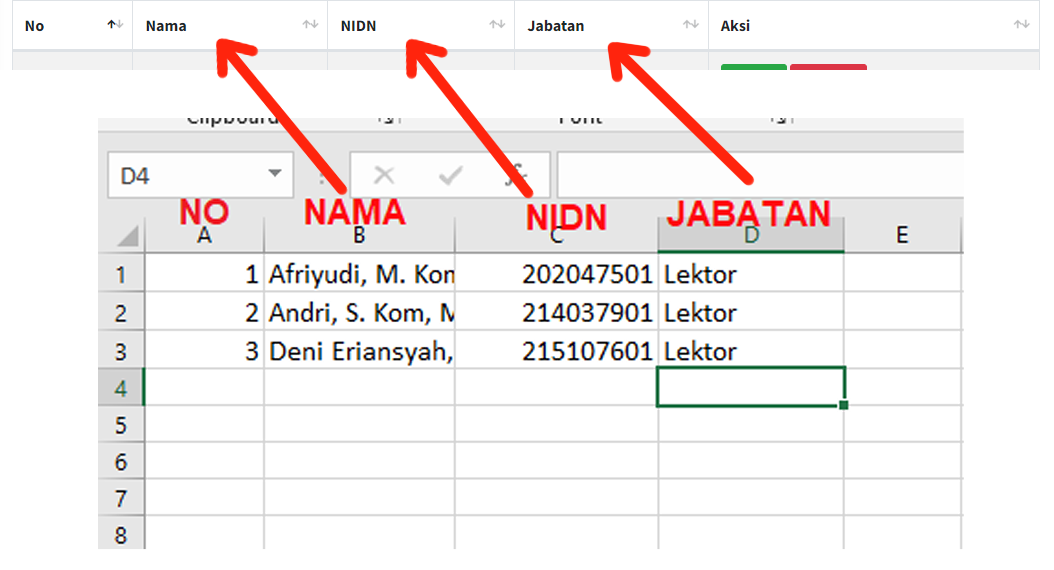 No Nama NIDN Jabatan Aksi
Clipboard Font
D4
NO NAMA NIDN JABATAN
A B C D E
1 1 Afriyudi, M. Kom 202047501 Lektor
2 2 Andri, S. Kom, M 214037901 Lektor
3 3 Deni Eriansyah, 215107601 Lektor
4
5
6
7
8